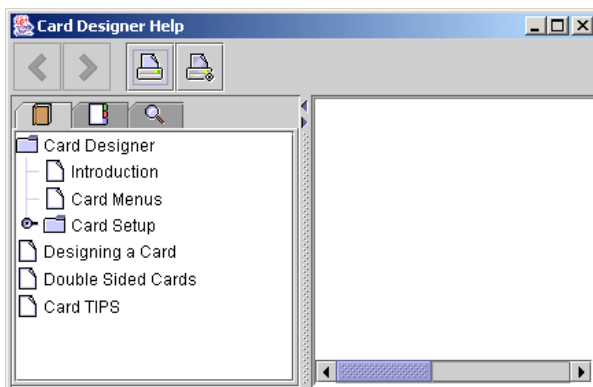 Card Designer Help
Card Designer
Introduction
Card Menus
Card Setup
Designing a Card
Double Sided Cards
Card TIPS